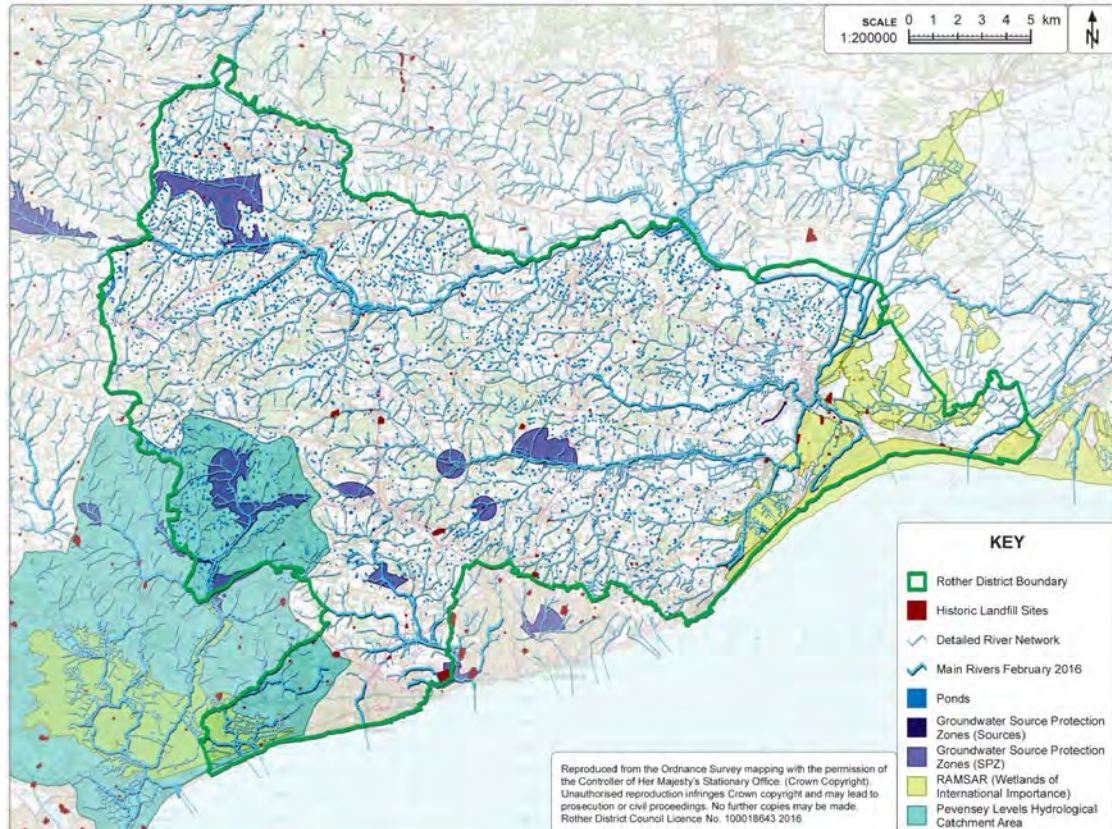 SCALE 0 1 2 3 4 5 km
1:200000
N
KEY
Rother District Boundary
Historic Landfill Sites
Detailed River Network
Main Rivers February 2016
Ponds
Groundwater Source Protection
Zones (Sources)
Groundwater Source Protection
Zones (SPZ)
RAMSAR (Wetlands of
International Importance)
Pevensey Levels Hydrological
Catchment Area
Reproduced from the Ordnance Survey mapping with the permission of
the Controller of Her Majesty's Stationary Office. (Crown Copyright).
Unauthorised reproduction infringes Crown copyright and may lead to
prosecution or civil proceedings. No further copies may be made.
Rother District Council Licence No. 100018643 2016